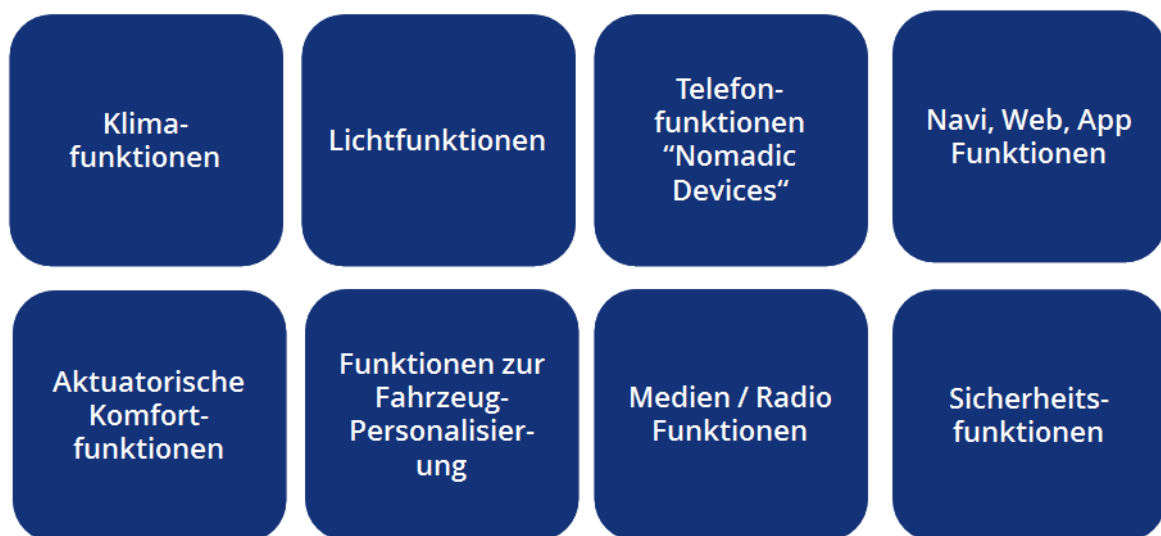 Klima-
funktionen
Lichtfunktionen
Telefon-
funktionen
“Nomadic
Devices“
Navi, Web, App
Funktionen
Aktuatorische
Komfort-
funktionen
Funktionen zur
Fahrzeug-
Personalisier-
ung
Medien / Radio
Funktionen
Sicherheits-
funktionen